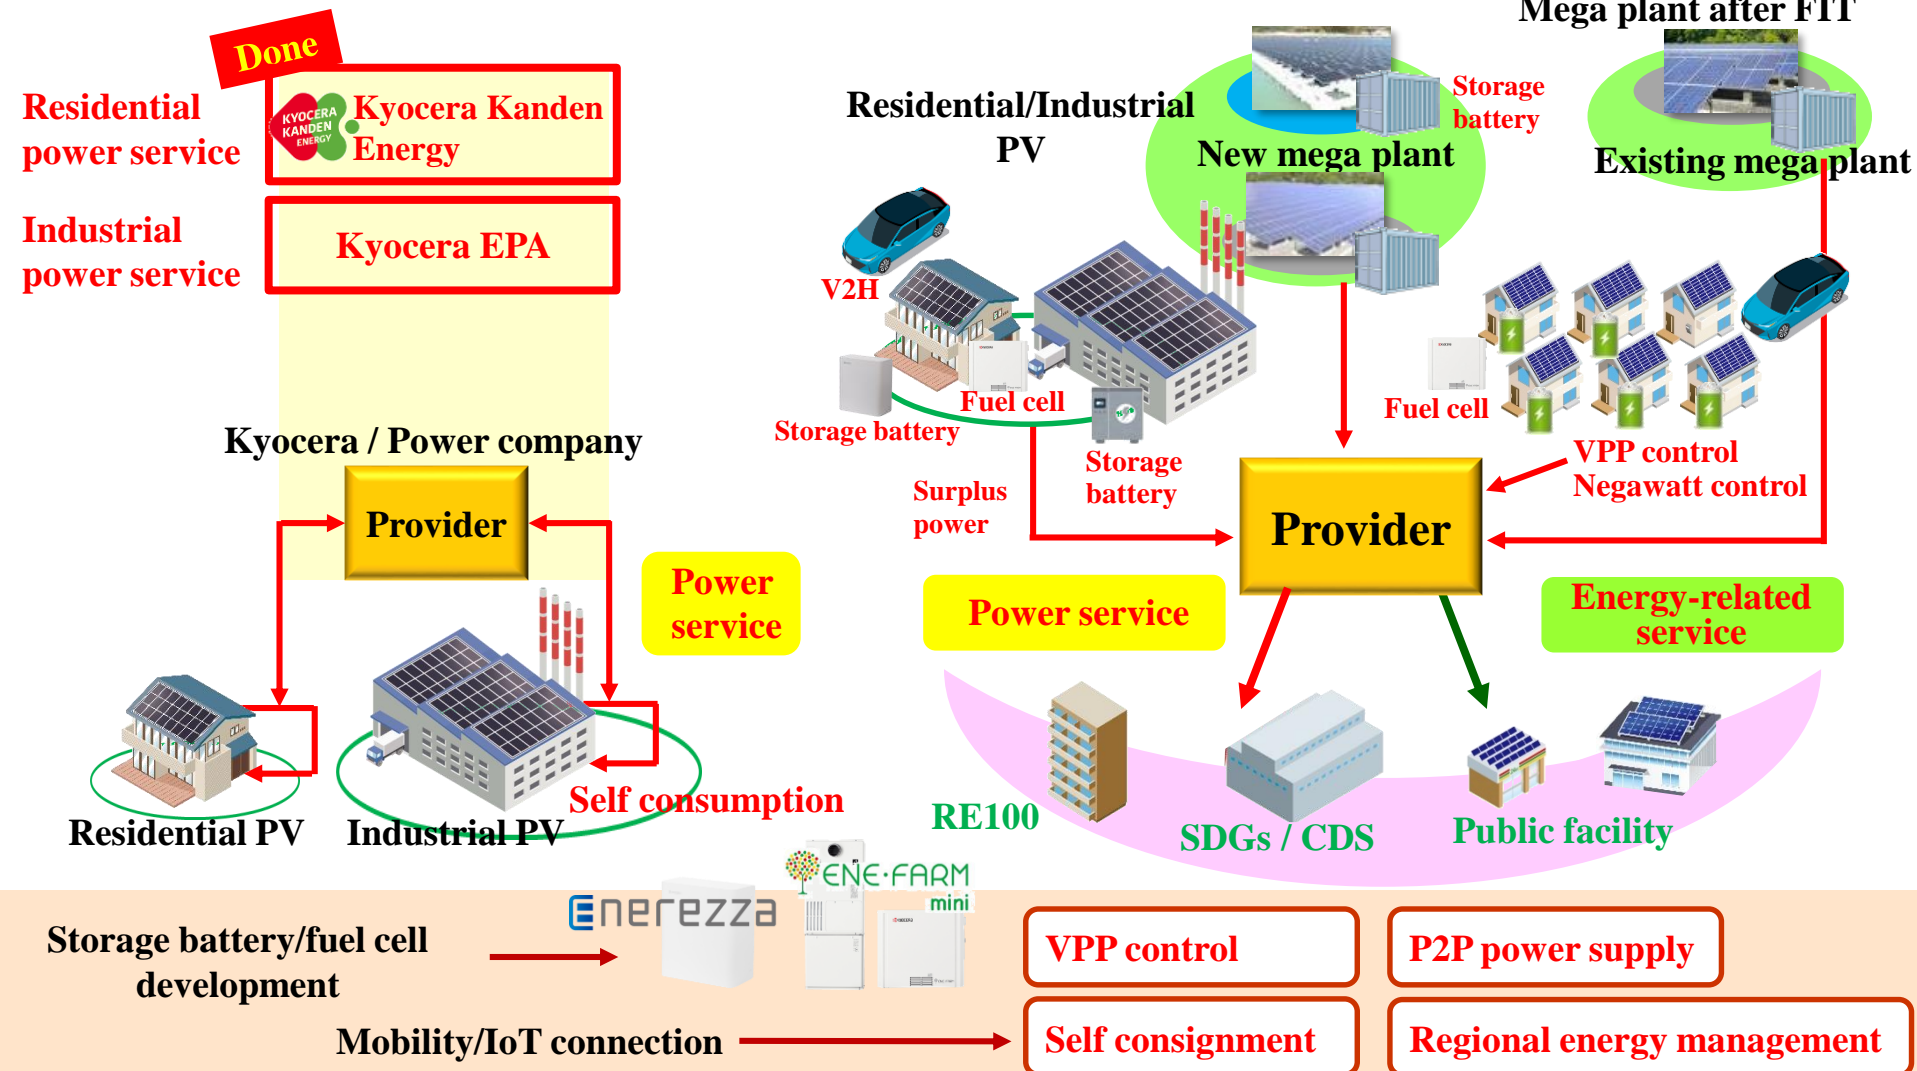 Done
Residential
power service
KYOCERA
KANDEN
ENERGY
Kyocera Kanden
Energy
Industrial
power service
Kyocera EPA
Kyocera / Power company
Provider
Power
service
Self consumption
Residential PV
Industrial PV
Mega plant after FIT
Residential/Industrial
PV
Storage
battery
New mega plant
Existing mega plant
V2H
Fuel cell
Storage battery
Storage
battery
Surplus
power
Fuel cell
VPP control
Negawatt control
Provider
Power service
Energy-related
service
RE100
SDGs / CDS
Public facility
Storage battery/fuel cell
development
Enerezza
ENE·FARM
mini
Mobility/IoT connection
VPP control
P2P power supply
Self consignment
Regional energy management